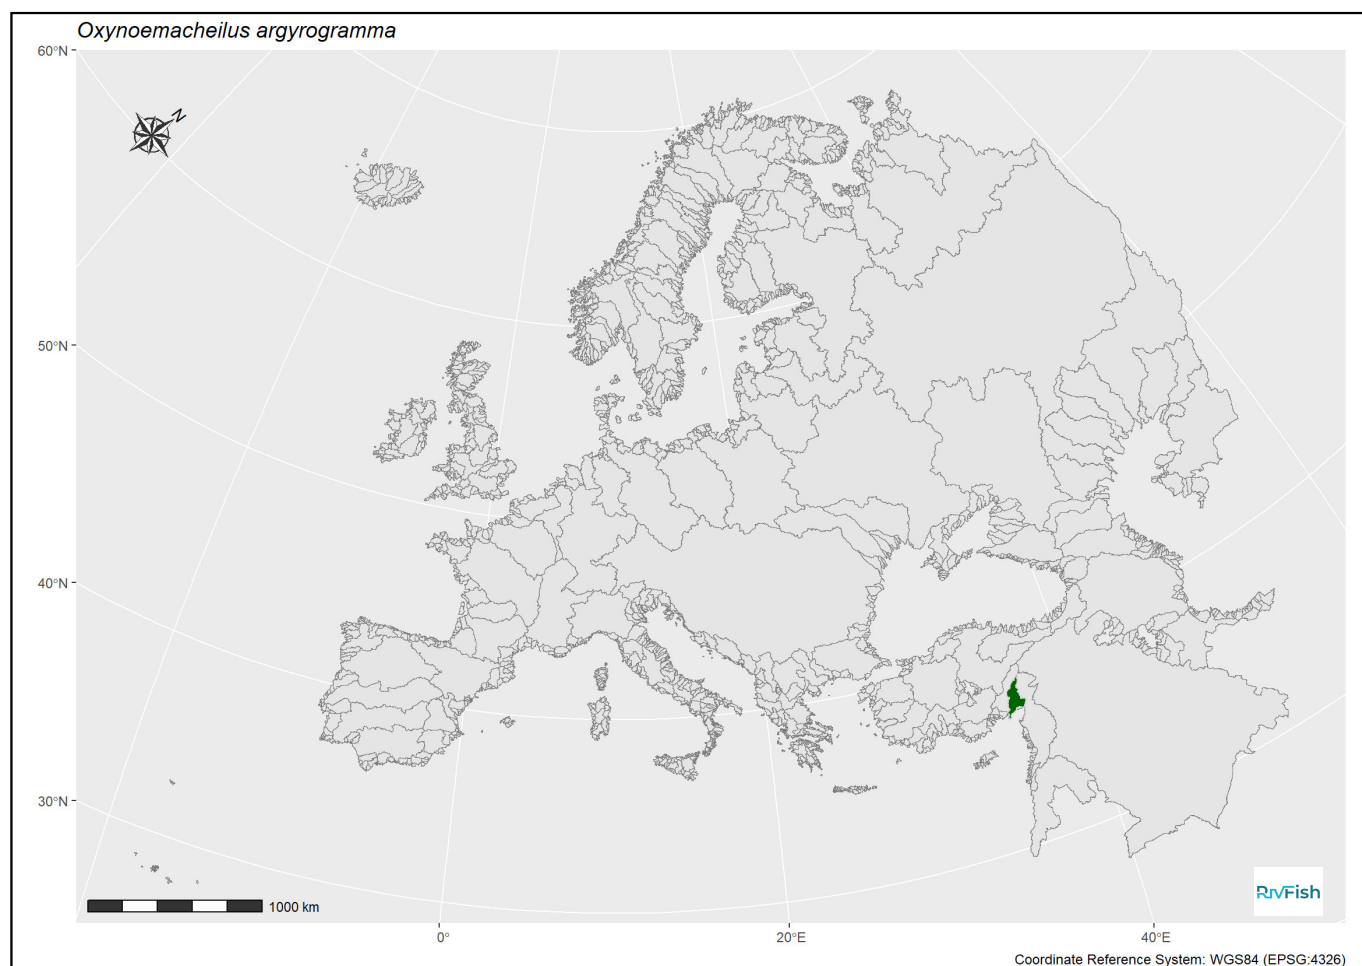 Oxynoemacheilus argyrogramma
60°N
N
50°N
40°N
30°N
1000 km
RIVFish
0°
20°E
40°E
Coordinate Reference System: WGS84 (EPSG:4326)